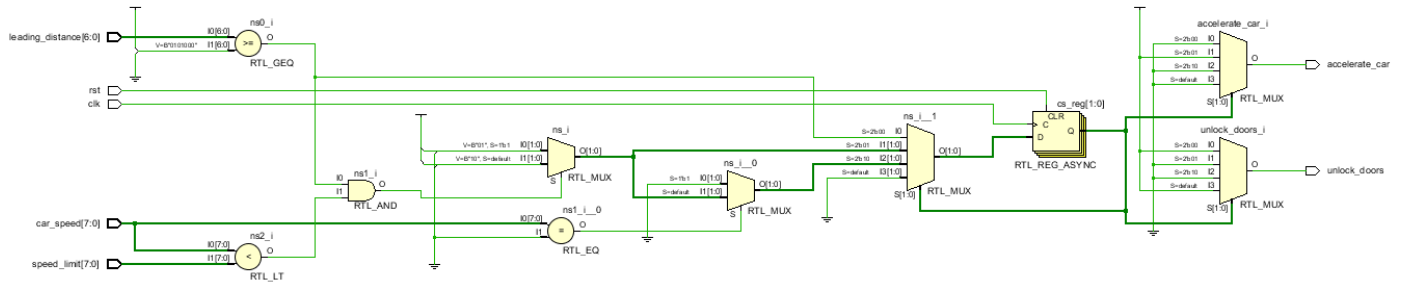 ns0_i
leading_distance[6:0]
I0[6:0]
V=B"0101000"
I1[6:0]
>=
O
RTL_GEQ
rst
clk
ns1_i
I0
I1
O
RTL_AND
car_speed[7:0]
speed_limit[7:0]
ns2_i
I0[7:0]
I1[7:0]
<
O
RTL_LT
ns_i
V=B"01", S=1'b1
I0[1:0]
V=B"10", S=default
I1[1:0]
O[1:0]
S
RTL_MUX
ns1_i__0
I0[7:0]
I1
=
O
RTL_EQ
ns_i__0
S=1'b1
I0[1:0]
S=default
I1[1:0]
O[1:0]
S
RTL_MUX
ns_i__1
S=2'b00
I0
S=2'b01
I1[1:0]
S=2'b10
I2[1:0]
S=default
I3[1:0]
O[1:0]
S[1:0]
RTL_MUX
cs_reg[1:0]
CLR
C
D
Q
RTL_REG_ASYNC
accelerate_car_i
S=2'b00
I0
S=2'b01
I1
S=2'b10
I2
S=default
I3
O
S[1:0]
RTL_MUX
accelerate_car
unlock_doors_i
S=2'b00
I0
S=2'b01
I1
S=2'b10
I2
S=default
I3
O
S[1:0]
RTL_MUX
unlock_doors